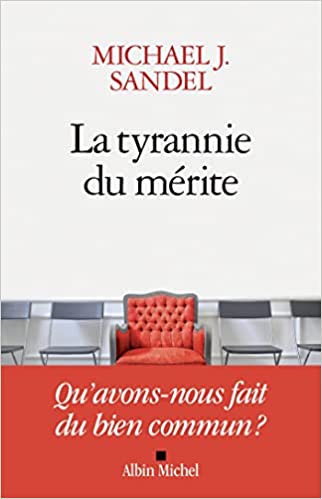 MICHAEL J.
SANDEL
La tyrannie
du mérite
Qu'avons-nous fait
du bien commun ?
Albin Michel